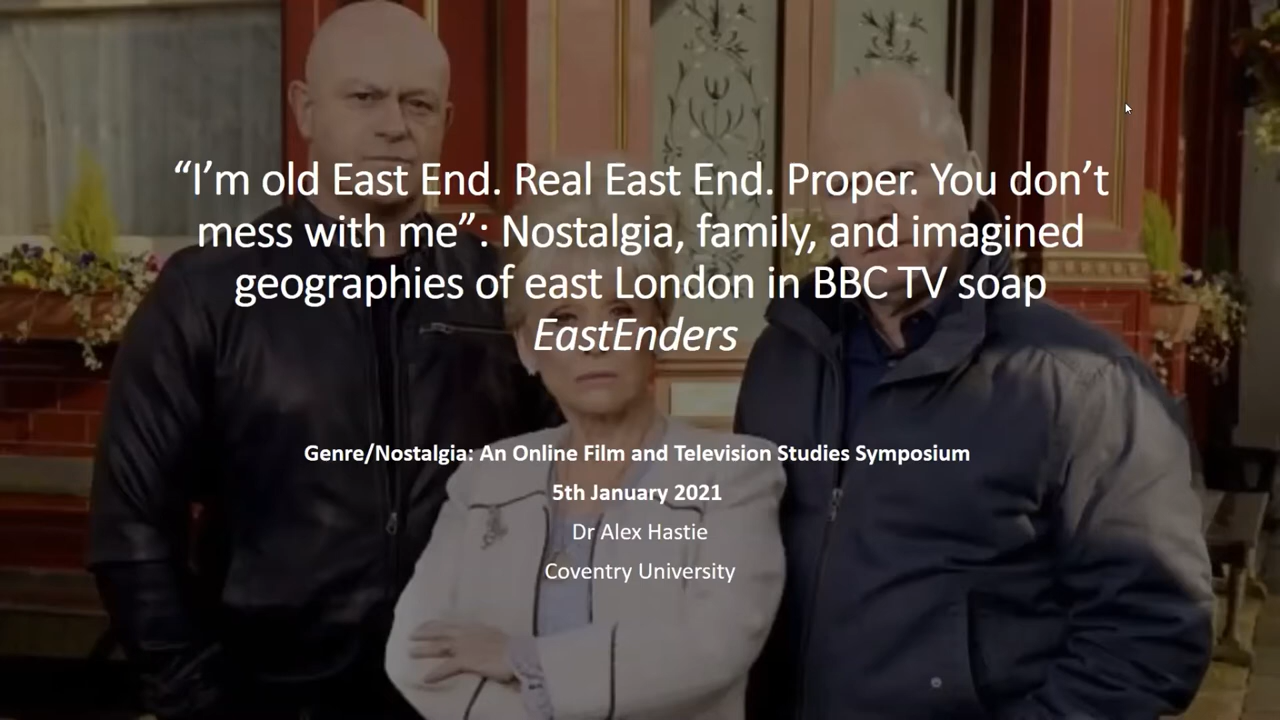 “I’m old East End. Real East End. Proper. You don’t
mess with me”: Nostalgia, family, and imagined
geographies of east London in BBC TV soap
EastEnders
Genre/Nostalgia: An Online Film and Television Studies Symposium
5th January 2021
Dr Alex Hastie
Coventry University